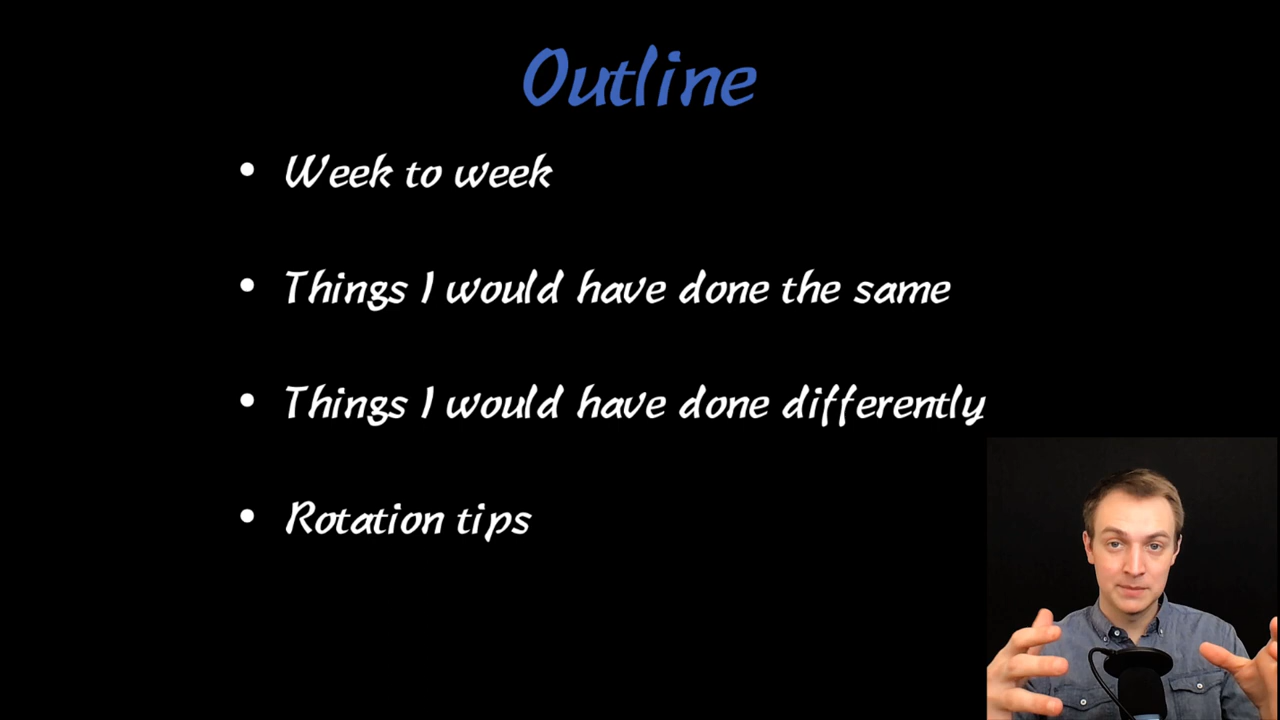 Outline
• Week to week
• Things I would have done the same
• Things I would have done differently
• Rotation tips